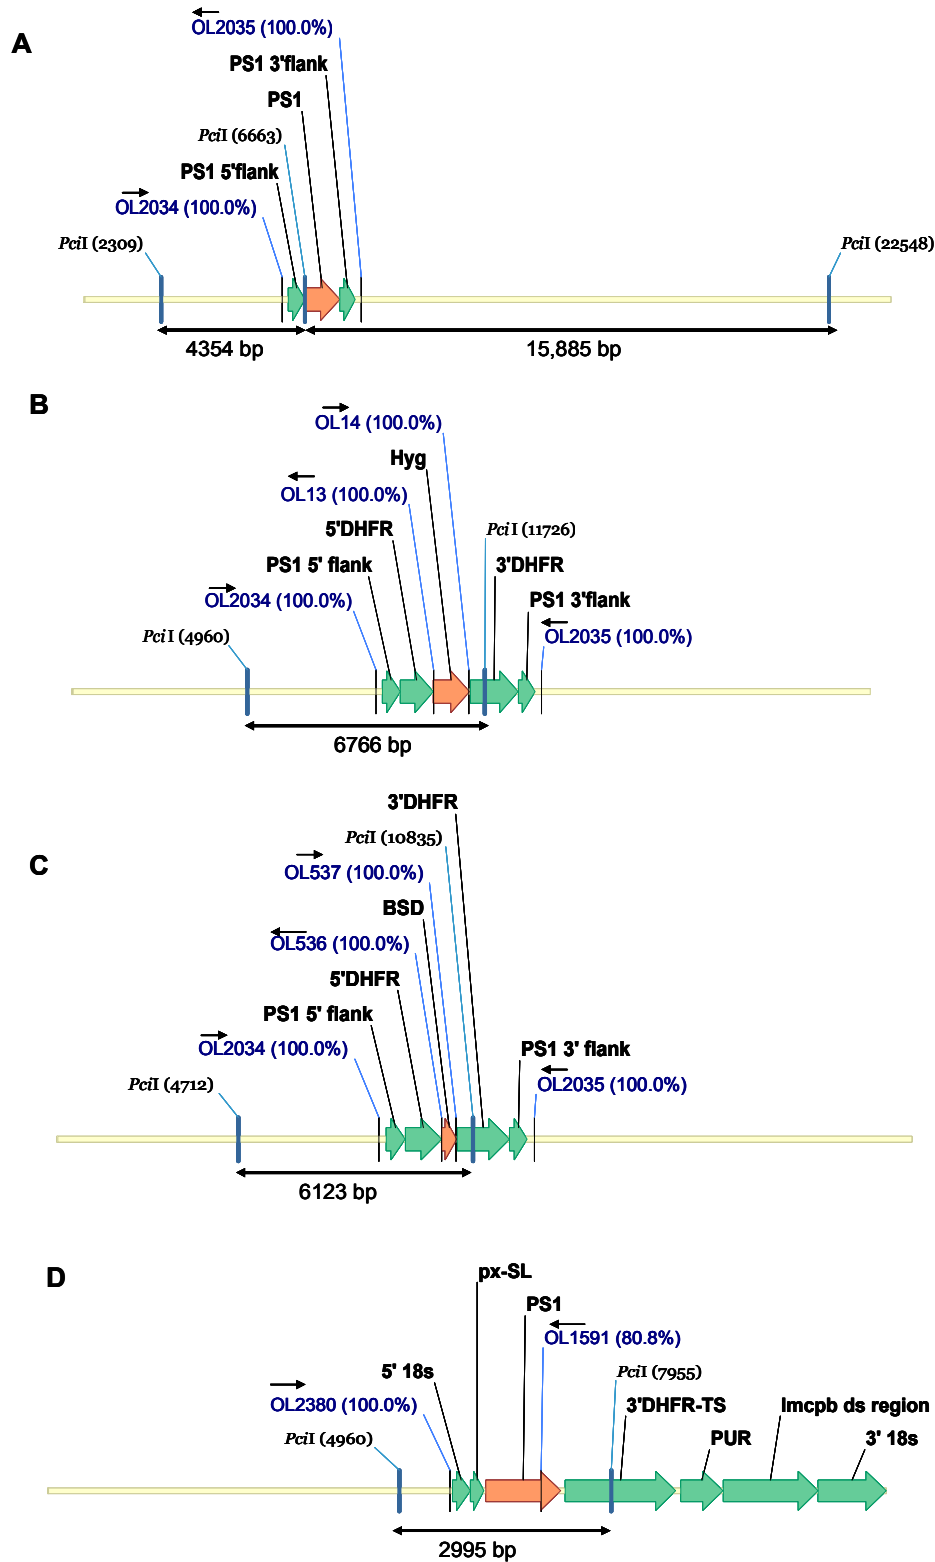 A
OL2035 (100.0%)
PS1 3'flank
PS1
PciI (6663)
PS1 5'flank
OL2034 (100.0%)
PciI (2309)
PciI (22548)
4354 bp
15,885 bp
B
OL14 (100.0%)
Hyg
OL13 (100.0%)
5'DHFR
PciI (11726)
PS1 5' flank
3'DHFR
OL2034 (100.0%)
PS1 3'flank
PciI (4960)
OL2035 (100.0%)
6766 bp
3'DHFR
PciI (10835)
C
OL537 (100.0%)
BSD
OL536 (100.0%)
5'DHFR
PS1 5' flank
OL2034 (100.0%)
PS1 3' flank
PciI (4712)
OL2035 (100.0%)
6123 bp
D
px-SL
PS1
OL1591 (80.8%)
5' 18s
PciI (7955)
OL2380 (100.0%)
3'DHFR-TS
lmcpb ds region
PciI (4960)
PUR
3' 18s
2995 bp